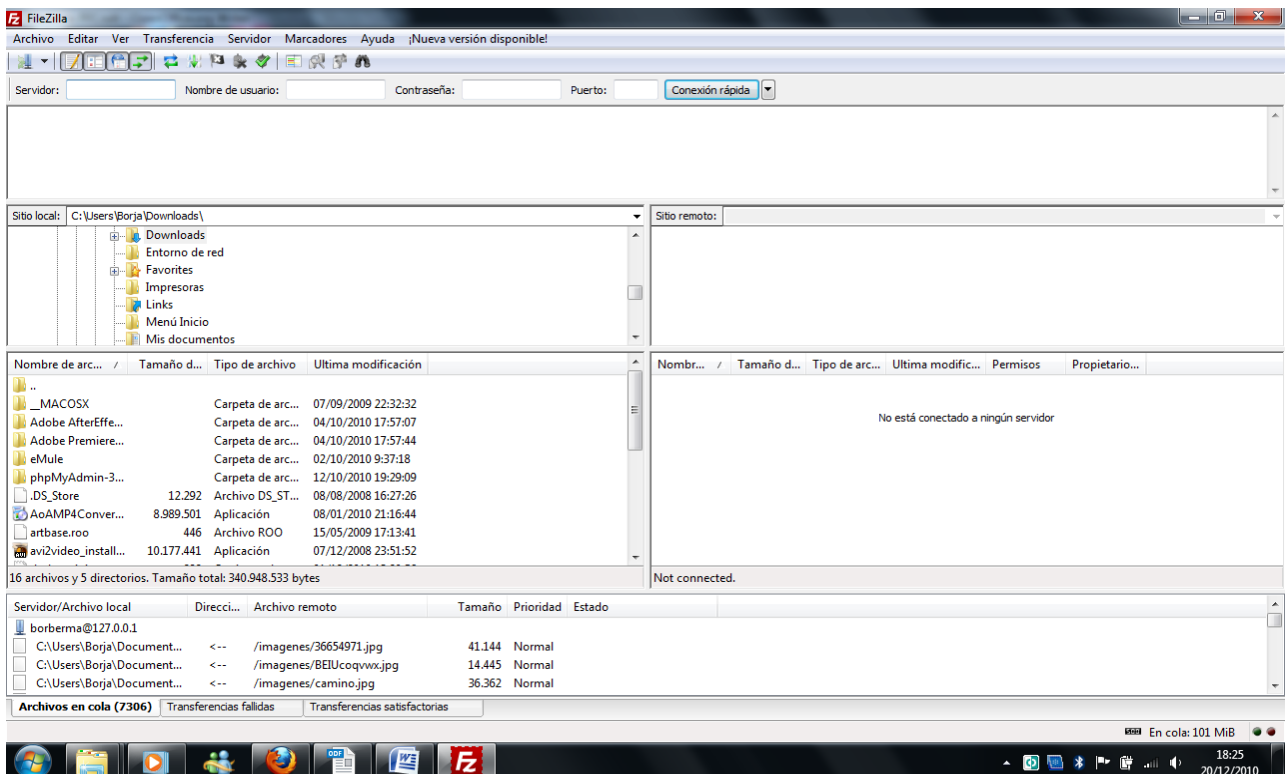 FileZilla
Archivo Editar Ver Transferencia Servidor Marcadores Ayuda ¡Nueva versión disponible!
Servidor: Nombre de usuario: Contraseña: Puerto: Conexión rápida
Sitio local: C:\Users\Borja\Downloads\ Sitio remoto:
Downloads
Entorno de red
Favorites
Impresoras
Links
Menú Inicio
Mis documentos
Nombre de arc... / Tamaño d... Tipo de archivo Ultima modificación Nombr... / Tamaño d... Tipo de arc... Ultima modific... Permisos Propietario...
..
__MACOSX Carpeta de arc... 07/09/2009 22:32:32
Adobe AfterEffe... Carpeta de arc... 04/10/2010 17:57:07
No está conectado a ningún servidor
Adobe Premiere... Carpeta de arc... 04/10/2010 17:57:44
eMule Carpeta de arc... 02/10/2010 9:37:18
phpMyAdmin-3... Carpeta de arc... 12/10/2010 19:29:09
.DS_Store 12.292 Archivo DS_ST... 08/08/2008 16:27:26
AoAMP4Conver... 8.989.501 Aplicación 08/01/2010 21:16:44
artbase.roo 446 Archivo ROO 15/05/2009 17:13:41
avi2video_install... 10.177.441 Aplicación 07/12/2008 23:51:52
16 archivos y 5 directorios. Tamaño total: 340.948.533 bytes Not connected.
Servidor/Archivo local Direcci... Archivo remoto Tamaño Prioridad Estado
borberma@127.0.0.1
C:\Users\Borja\Document... <-- /imagenes/36654971.jpg 41.144 Normal
C:\Users\Borja\Document... <-- /imagenes/BEIUcoqvwx.jpg 14.445 Normal
C:\Users\Borja\Document... <-- /imagenes/camino.jpg 36.362 Normal
Archivos en cola (7306) Transferencias fallidas Transferencias satisfactorias
En cola: 101 MiB
ODF
18:25
20/12/2010